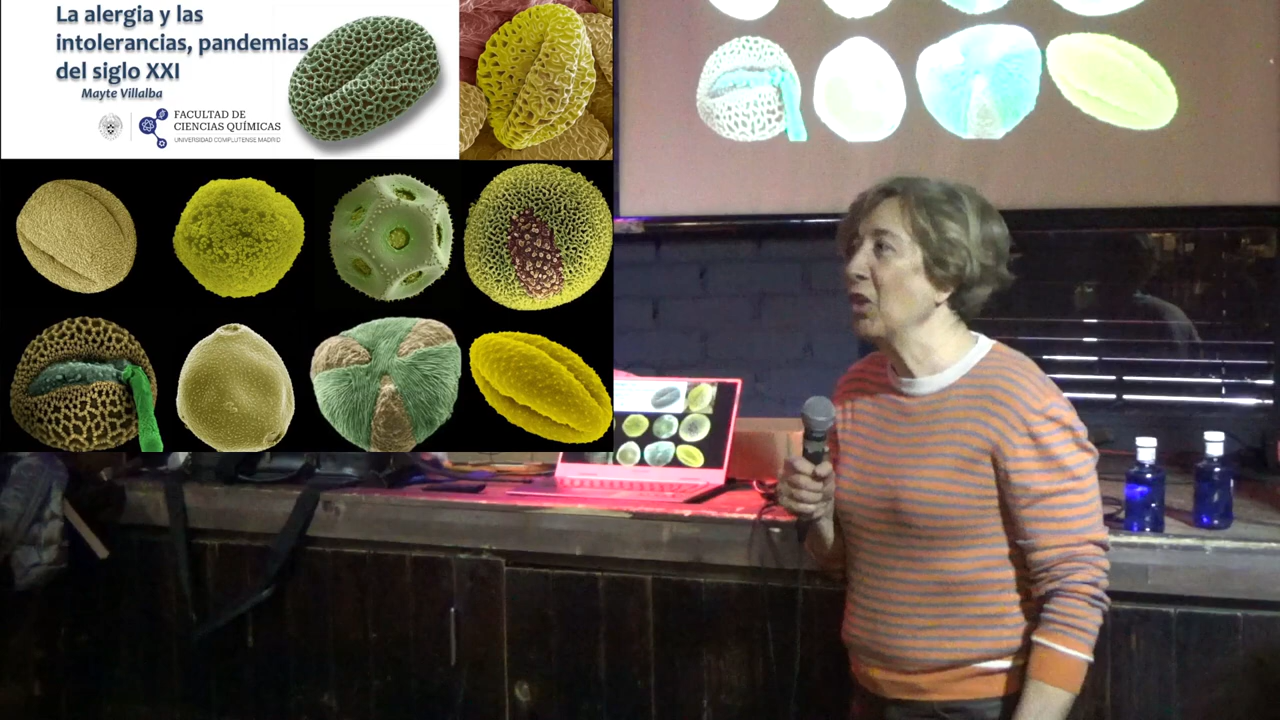 La alergia y las
intolerancias, pandemias
del siglo XXI
Mayte Villalba
FACULTAD DE
CIENCIAS QUÍMICAS
UNIVERSIDAD COMPLUTENSE MADRID